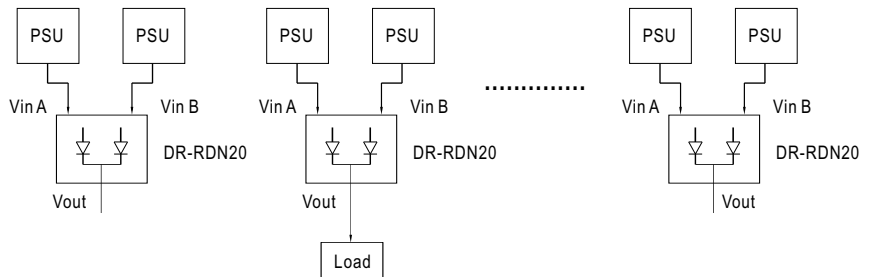 PSU PSU PSU PSU PSU PSU
Vin A Vin B Vin A Vin B Vin A Vin B
DR-RDN20 DR-RDN20 DR-RDN20
Vout Vout Vout
Load